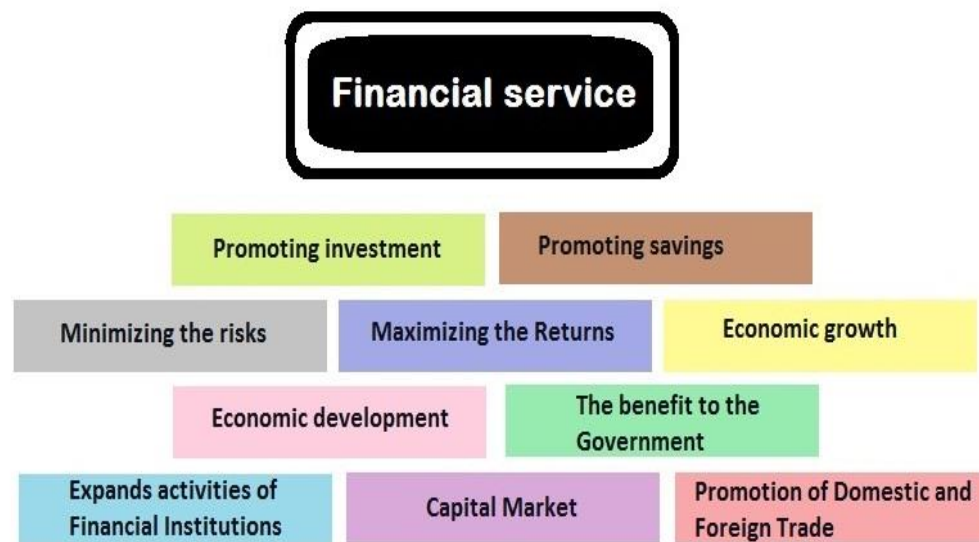 Financial service
Promoting investment
Promoting savings
Minimizing the risks
Maximizing the Returns
Economic growth
Economic development
The benefit to the
Government
Expands activities of
Financial Institutions
Capital Market
Promotion of Domestic and
Foreign Trade